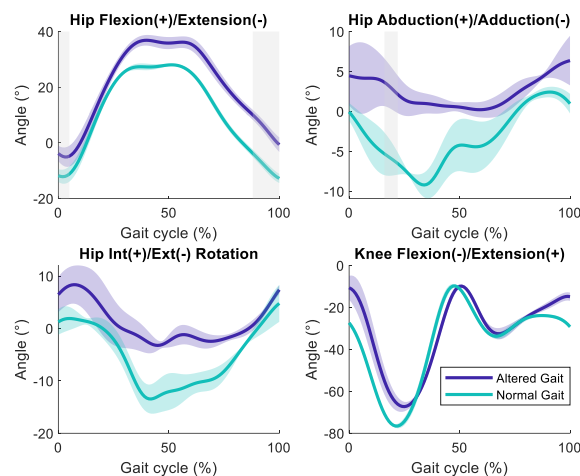 Hip Flexion(+)/Extension(-)
40
20
0
-20
Angle (°)
0
50
100
Gait cycle (%)
Hip Abduction(+)/Adduction(-)
10
5
0
-5
-10
Angle (°)
0
50
100
Gait cycle (%)
Hip Int(+)/Ext(-) Rotation
10
0
-10
-20
Angle (°)
0
50
100
Gait cycle (%)
Knee Flexion(-)/Extension(+)
0
-20
-40
-60
-80
Angle (°)
0
50
100
Gait cycle (%)
Altered Gait
Normal Gait